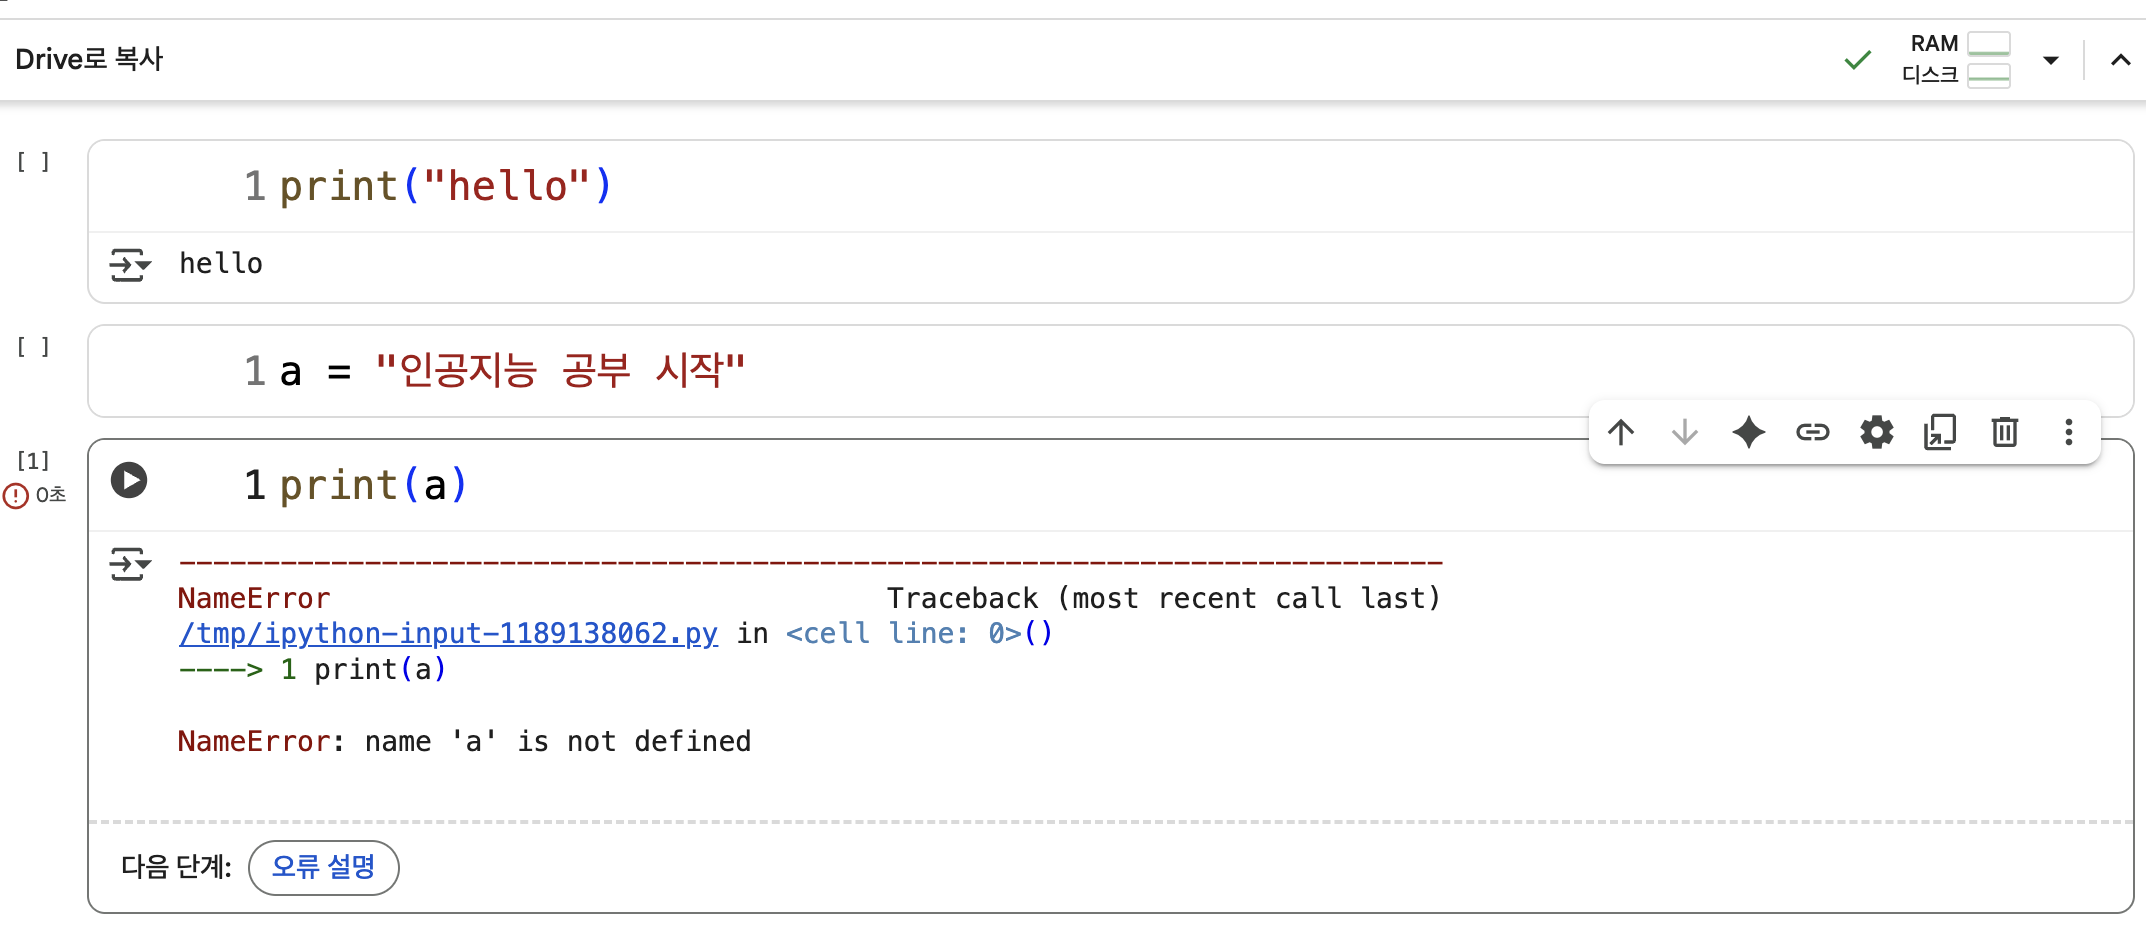 Drive로 복사
RAM
디스크
[ ]
1 print("hello")
hello
[ ]
1 a = "인공지능 공부 시작"
[1]
0초
1 print(a)
---------------------------------------------------------------------------
NameError                                 Traceback (most recent call last)
/tmp/ipython-input-1189138062.py in <cell line: 0>()
----> 1 print(a)
NameError: name 'a' is not defined
다음 단계: 오류 설명